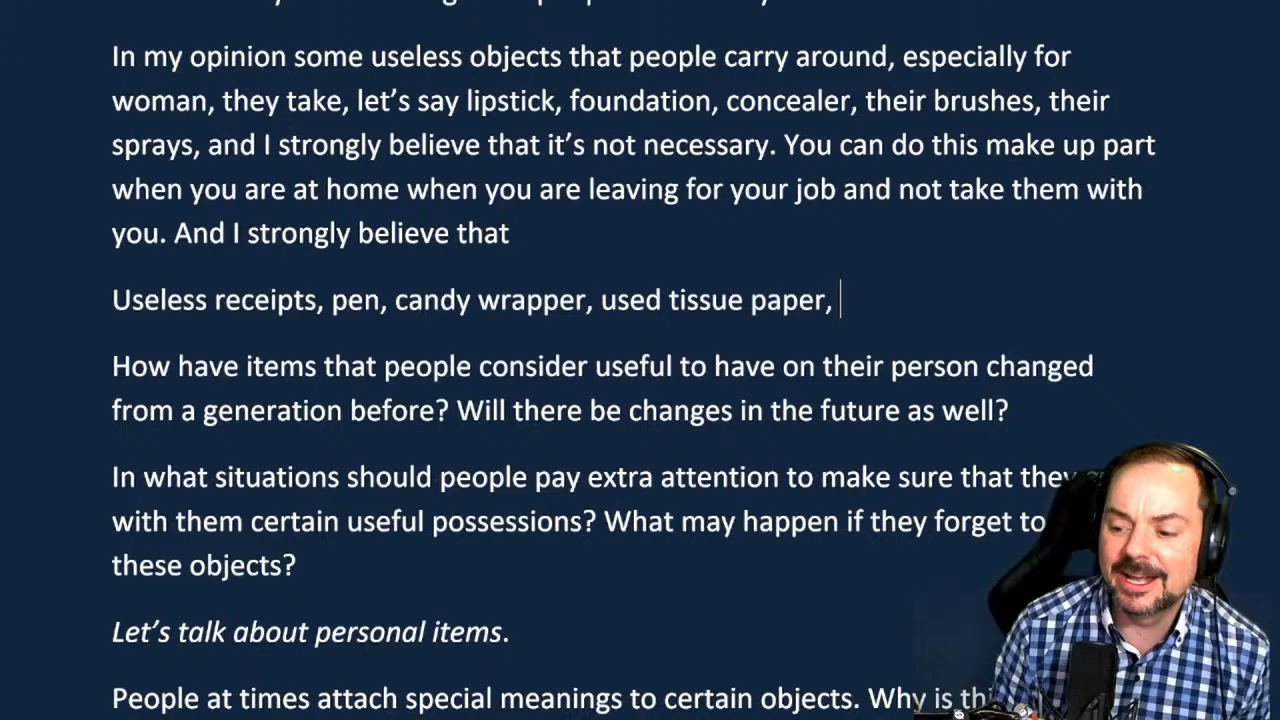 In my opinion some useless objects that people carry around, especially for
woman, they take, let's say lipstick, foundation, concealer, their brushes, their
sprays, and I strongly believe that it's not necessary. You can do this make up part
when you are at home when you are leaving for your job and not take them with
you. And I strongly believe that
Useless receipts, pen, candy wrapper, used tissue paper,
How have items that people consider useful to have on their person changed
from a generation before? Will there be changes in the future as well?
In what situations should people pay extra attention to make sure that they
with them certain useful possessions? What may happen if they forget to
these objects?
Let's talk about personal items.
People at times attach special meanings to certain objects. Why is